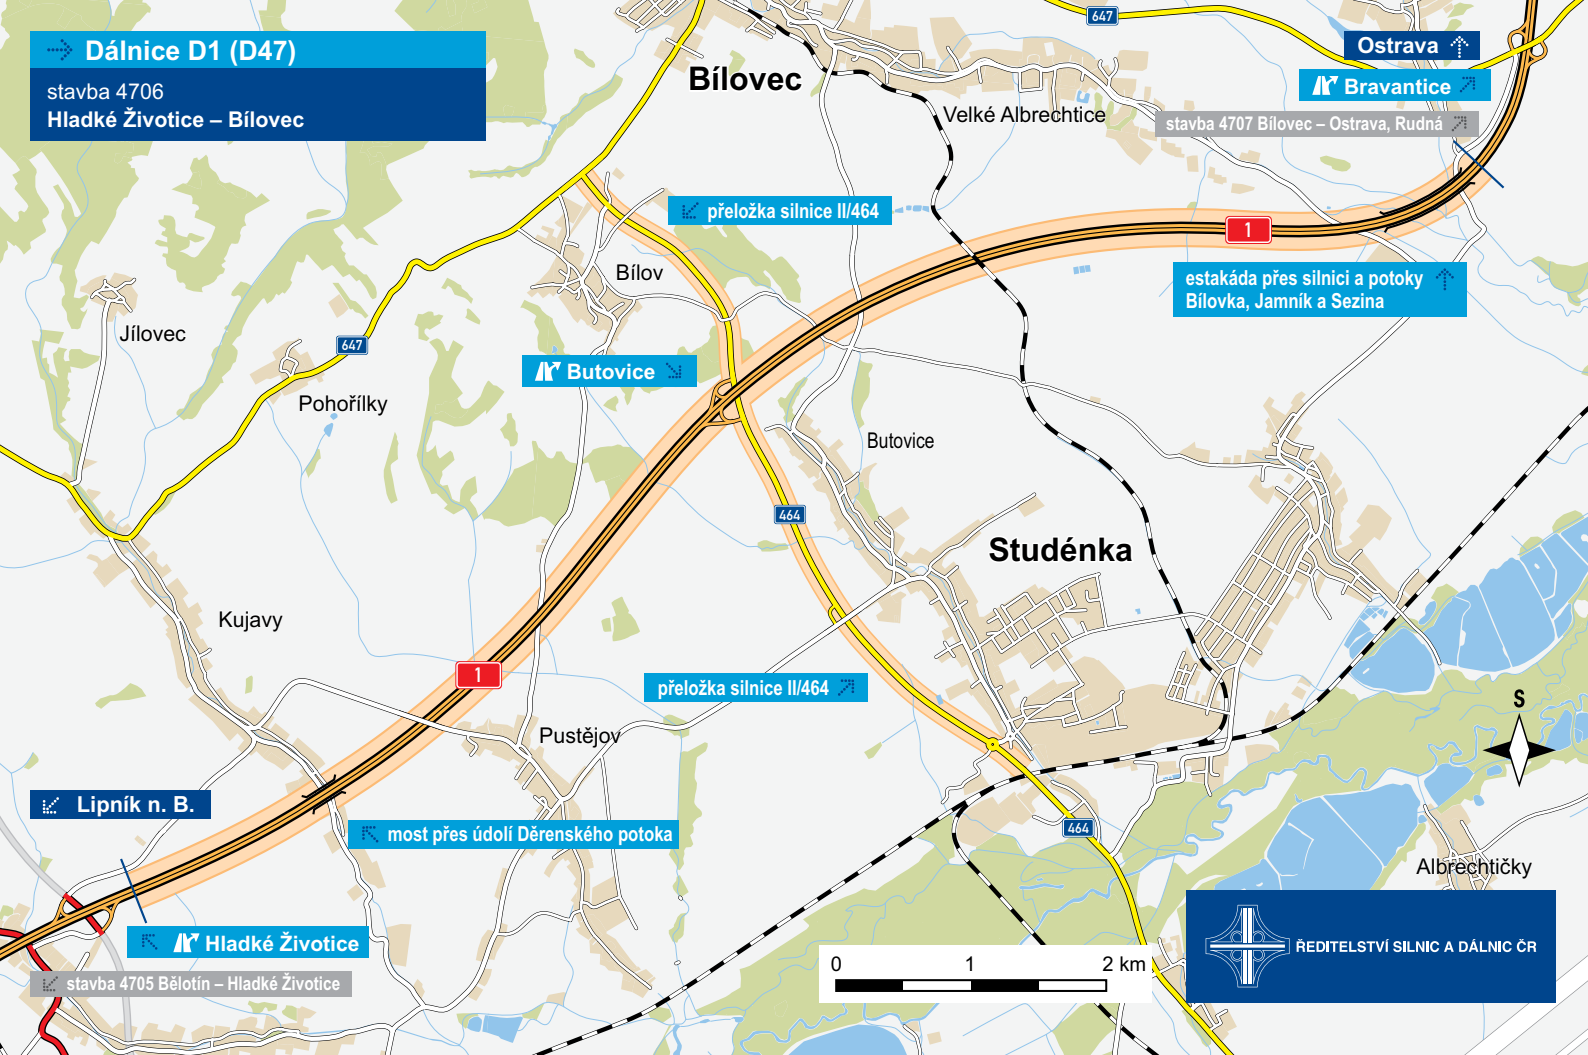 Dálnice D1 (D47)
stavba 4706
Hladké Životice – Bílovec
647
Ostrava
Bravantice
stavba 4707 Bílovec – Ostrava, Rudná
Bílovec
Velké Albrechtice
přeložka silnice II/464
1
estakáda přes silnici a potoky
Bílovka, Jamník a Sezina
Bílov
Jílovec
647
Butovice
Pohořílky
Butovice
464
Studénka
Kujavy
1
přeložka silnice II/464
S
Pustějov
Lipník n. B.
most přes údolí Děrenského potoka
464
Albrechtičky
Hladké Životice
ŘEDITELSTVÍ SILNIC A DÁLNIC ČR
0 1 2 km
stavba 4705 Bělotín – Hladké Životice